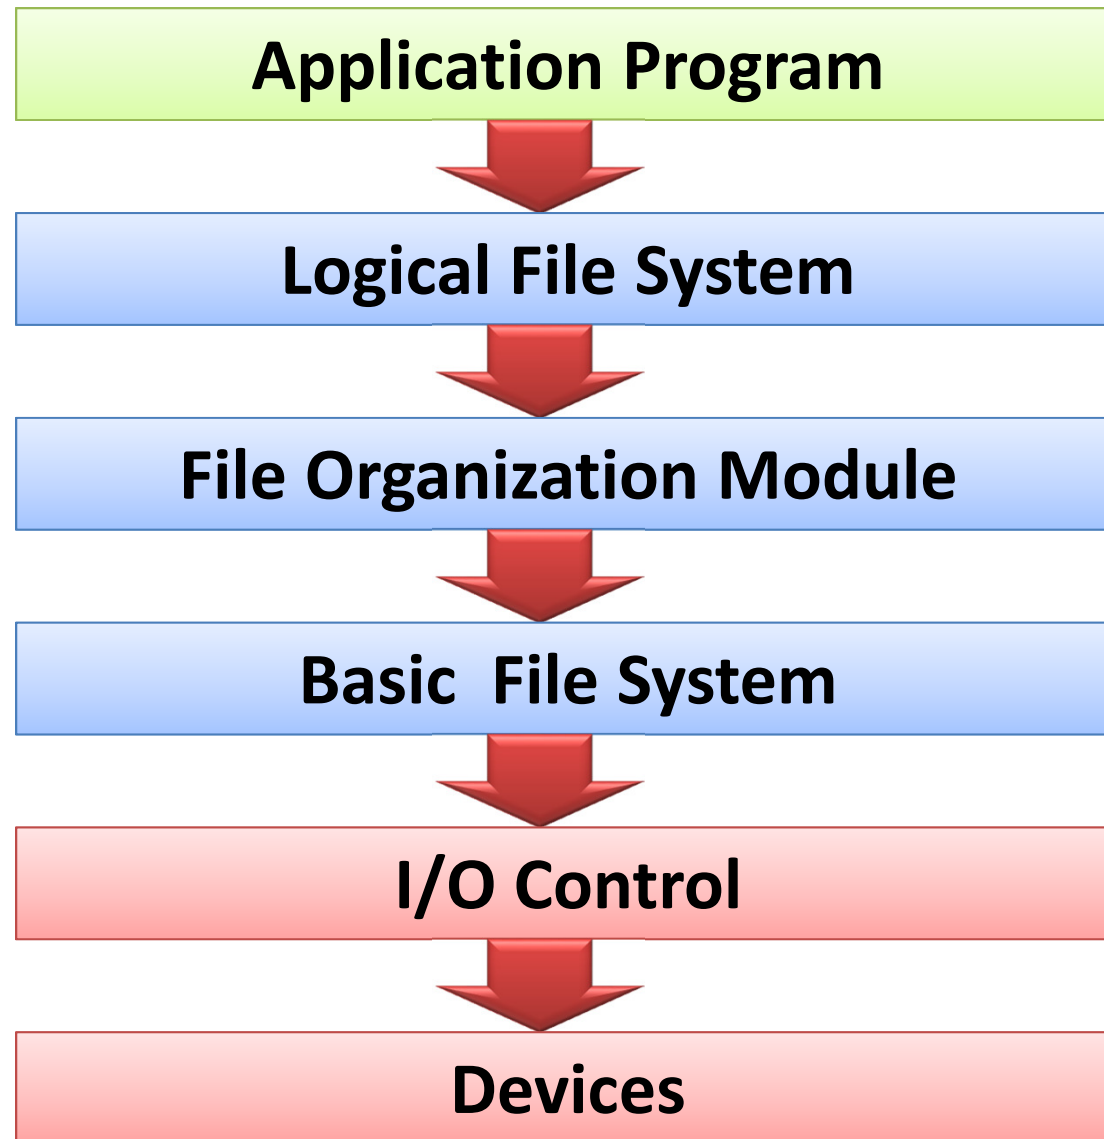 Application Program
Logical File System
File Organization Module
Basic  File System
I/O Control
Devices